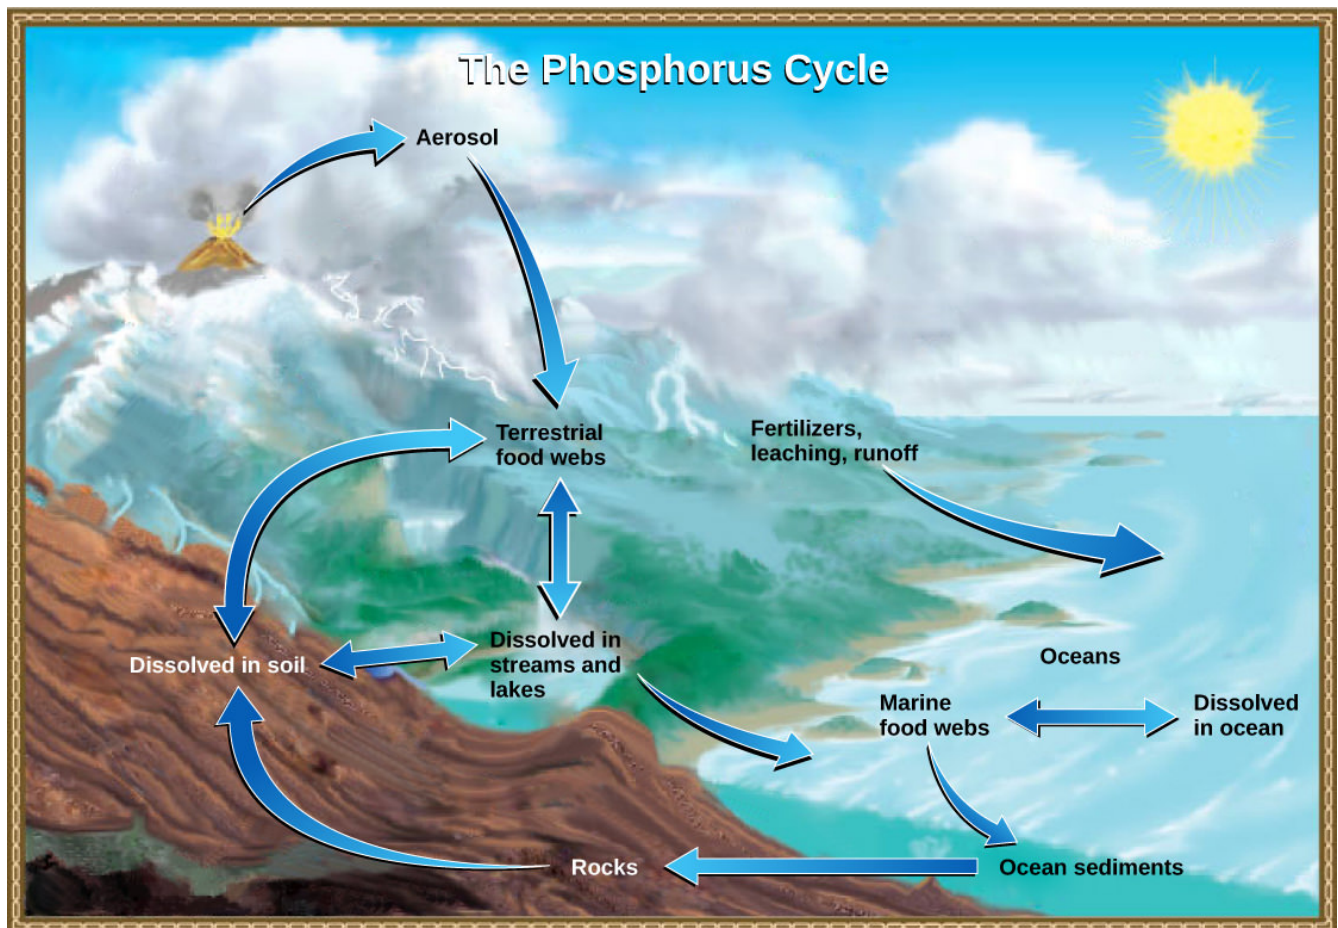 The Phosphorus Cycle
Aerosol
Terrestrial
food webs
Fertilizers,
leaching, runoff
Dissolved in soil
Dissolved in
streams and
lakes
Oceans
Marine
food webs
Dissolved
in ocean
Rocks
Ocean sediments